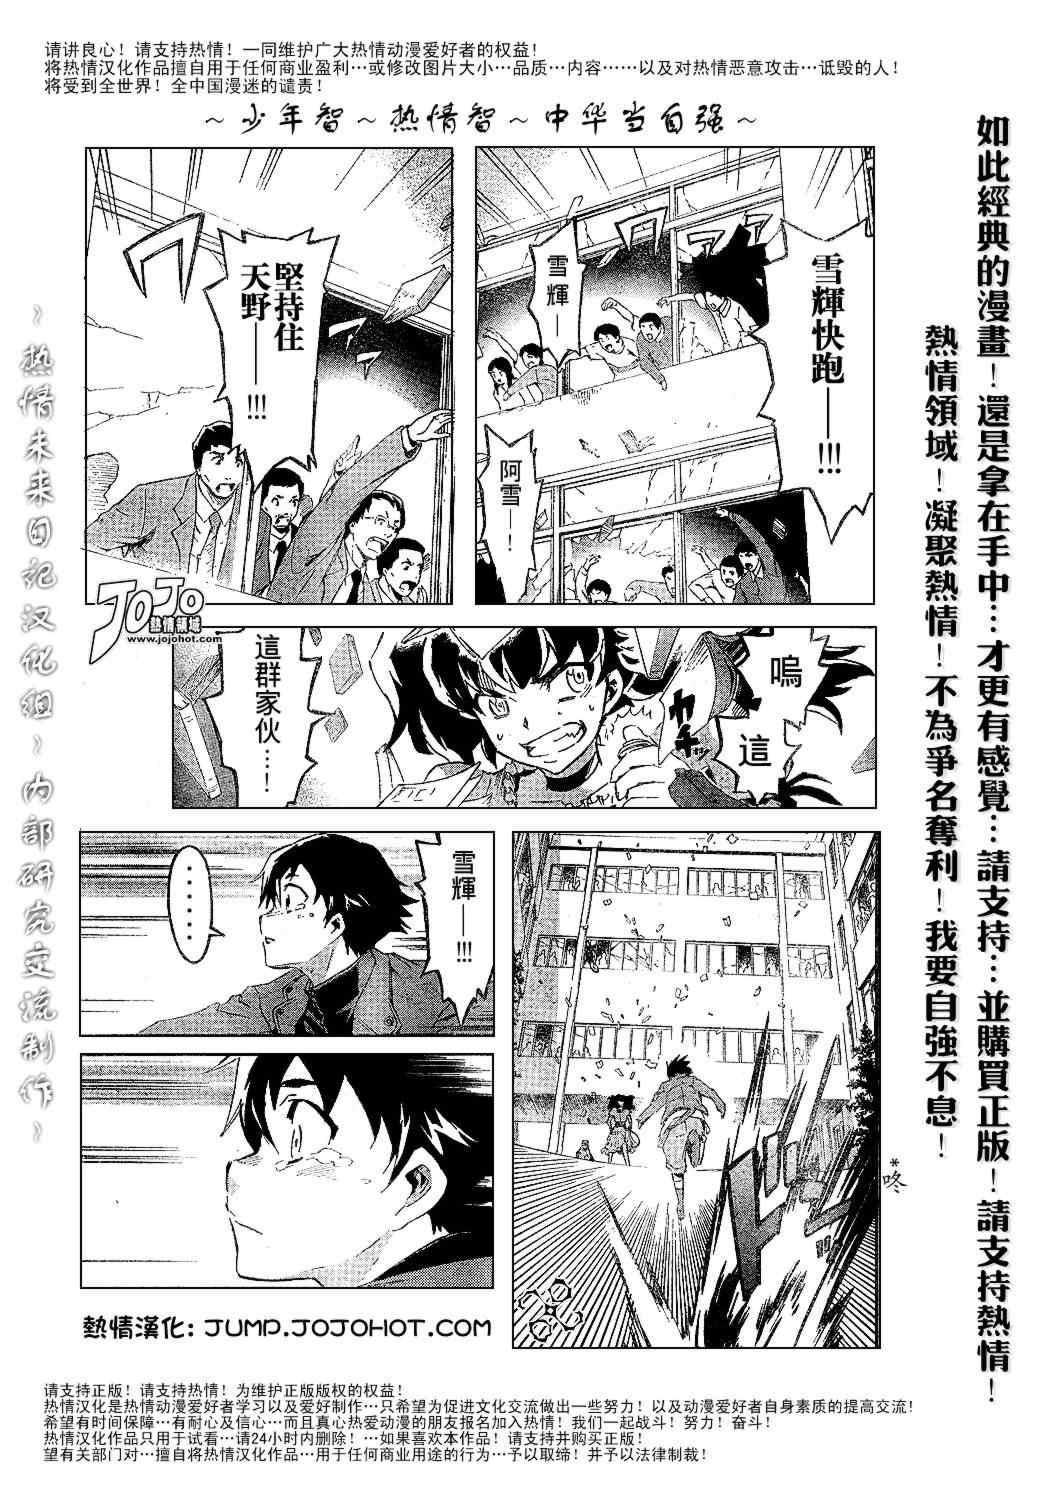 请讲良心！请支持热情！一同维护广大热情动漫爱好者的权益！
将热情汉化作品擅自用于任何商业盈利…或修改图片大小…品质…内容……以及对热情恶意攻击…诋毁的人！
将受到全世界！全中国漫迷的谴责！
～少年智～热情智～中华当自强～
如此經典的漫畫！還是拿在手中…才更有感覺…請支持…並購買正版！請支持熱情！
熱情領域！凝聚熱情！不為爭名奪利！我要自強不息！
雪輝快跑——!!!
雪輝—
阿雪—！
堅持住
天野——
!!!
JOJO
熱情領域
www.jojohot.com
嗚
這
カチッ
這群家伙…！
雪輝—!!!
……
ドドッ
*咚
～热情未来日记汉化组～内部研究交流制作～
熱情漢化: JUMP.JOJOHOT.COM
请支持正版！请支持热情！为维护正版版权的权益！
热情汉化是热情动漫爱好者学习以及爱好制作…只希望为促进文化交流做出一些努力！以及动漫爱好者自身素质的提高交流！
希望有时间保障…有耐心及信心…而且真心热爱动漫的朋友报名加入热情！我们一起战斗！努力！奋斗！
热情汉化作品只用于试看…请24小时内删除！…如果喜欢本作品！请支持并购买正版！
望有关部门对…擅自将热情汉化作品…用于任何商业用途的行为…予以取缔！并予以法律制裁！